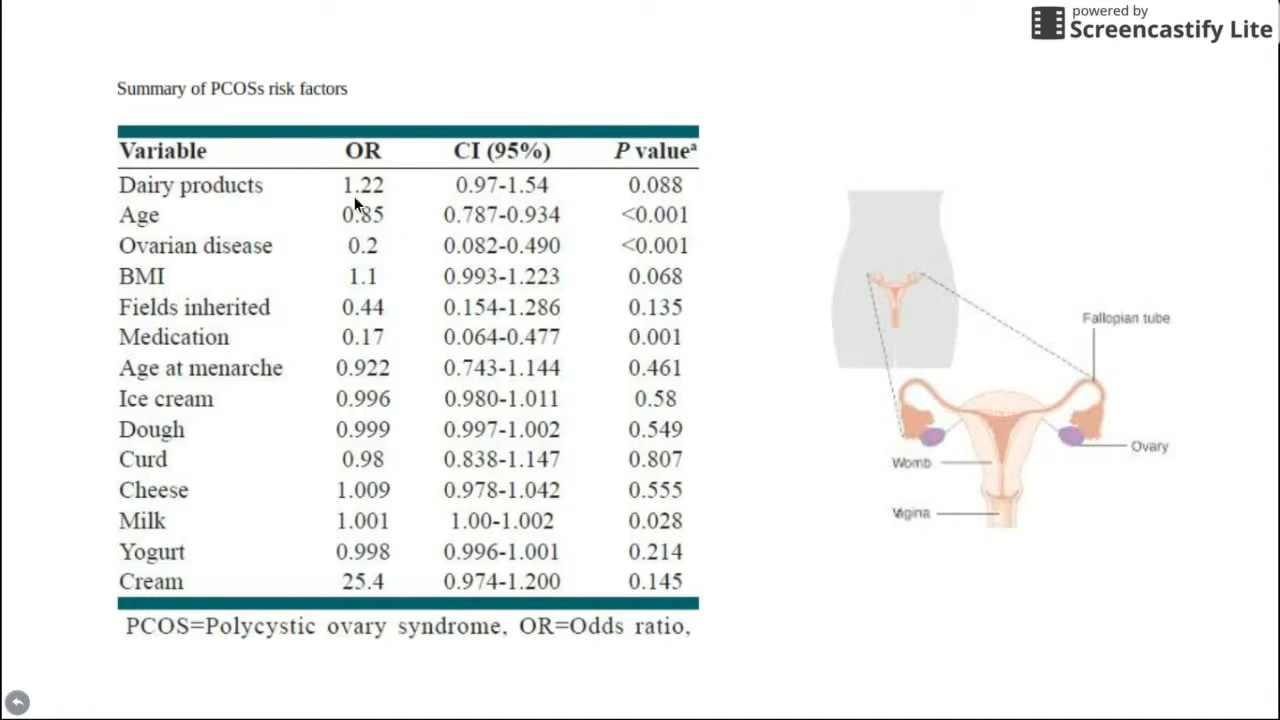 powered by
Screencastify Lite
Summary of PCOSs risk factors
Variable OR CI (95%) P valueᵃ
Dairy products 1.22 0.97-1.54 0.088
Age 0.85 0.787-0.934 <0.001
Ovarian disease 0.2 0.082-0.490 <0.001
BMI 1.1 0.993-1.223 0.068
Fields inherited 0.44 0.154-1.286 0.135
Medication 0.17 0.064-0.477 0.001
Age at menarche 0.922 0.743-1.144 0.461
Ice cream 0.996 0.980-1.011 0.58
Dough 0.999 0.997-1.002 0.549
Curd 0.98 0.838-1.147 0.807
Cheese 1.009 0.978-1.042 0.555
Milk 1.001 1.00-1.002 0.028
Yogurt 0.998 0.996-1.001 0.214
Cream 25.4 0.974-1.200 0.145
PCOS=Polycystic ovary syndrome, OR=Odds ratio,
Fallopian tube
Ovary
Womb
Vagina